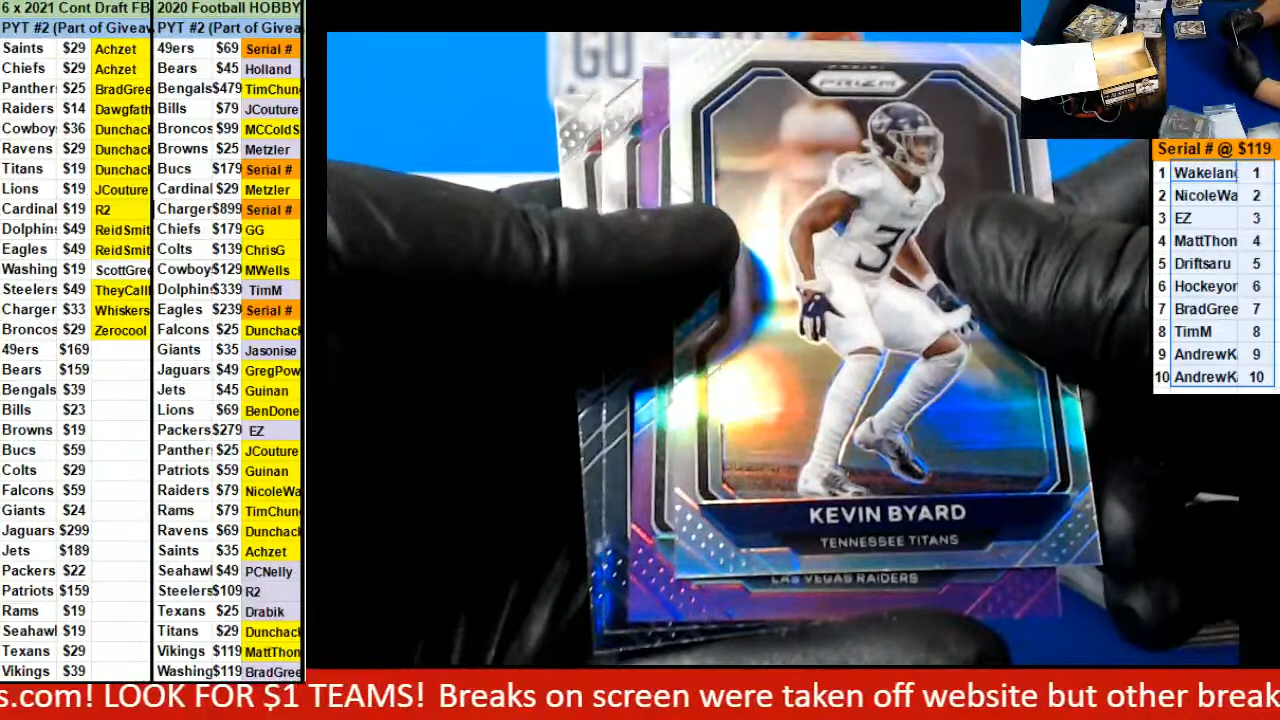 6 x 2021 Cont Draft FB
PYT #2 (Part of Giveav
Saints $29 Achzet
Chiefs $29 Achzet
Panther $25 BradGree
Raiders $14 Dawgfath
Cowboy $36 Dunchack
Ravens $29 Dunchack
Titans $19 Dunchack
Lions $19 JCouture
Cardinal $19 R2
Dolphin $49 ReidSmit
Eagles $49 ReidSmit
Washing $19 ScottGree
Steelers $49 TheyCalll
Charger $33 Whiskers
Broncos $29 Zerocool
49ers $169
Bears $159
Bengals $39
Bills $23
Browns $19
Bucs $59
Colts $29
Falcons $59
Giants $24
Jaguars $299
Jets $189
Packers $22
Patriots $159
Rams $19
Seahawl $19
Texans $29
Vikings $39
2020 Football HOBBY
PYT #2 (Part of Givea
49ers $69 Serial #
Bears $45 Holland
Bengals $479 TimChun
Bills $79 JCouture
Broncos $99 MCColdS
Browns $25 Metzler
Bucs $179 Serial #
Cardinal $29 Metzler
Charger $899 Serial #
Chiefs $179 GG
Colts $139 ChrisG
Cowboy $129 MWells
Dolphin $339 TimM
Eagles $239 Serial #
Falcons $25 Dunchack
Giants $35 Jasonise
Jaguars $49 GregPow
Jets $45 Guinan
Lions $69 BenDone
Packers $279 EZ
Panther $25 JCouture
Patriots $59 Guinan
Raiders $79 NicoleWa
Rams $79 TimChun
Ravens $69 Dunchack
Saints $35 Achzet
Seahawl $49 PCNelly
Steelers $109 R2
Texans $25 Drabik
Titans $29 Dunchack
Vikings $119 MattThon
Washing $119 BradGree
PANINI
PRIZM
3
KEVIN BYARD
TENNESSEE TITANS
LAS VEGAS RAIDERS
Serial # @ $119
1 Wakelan 1
2 NicoleWa 2
3 EZ 3
4 MattThon 4
5 Driftsaru 5
6 Hockeyor 6
7 BradGree 7
8 TimM 8
9 AndrewK 9
10 AndrewK 10
s.com! LOOK FOR $1 TEAMS! Breaks on screen were taken off website but other break